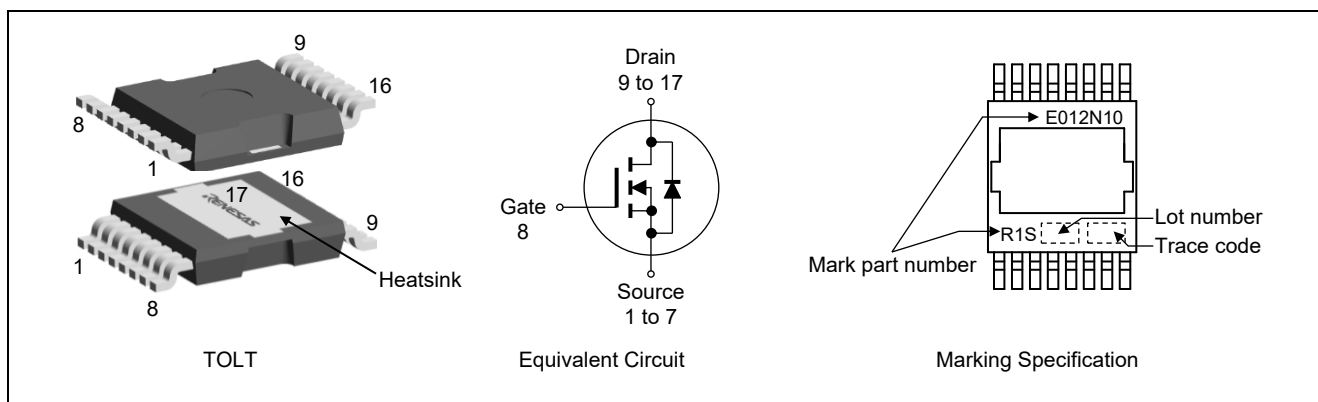 9
16
8
1
17
16
RENESAS
9
1
8
Heatsink
TOLT
Drain
9 to 17
Gate
8
Source
1 to 7
Equivalent Circuit
E012N10
R1S
Lot number
Trace code
Mark part number
Marking Specification